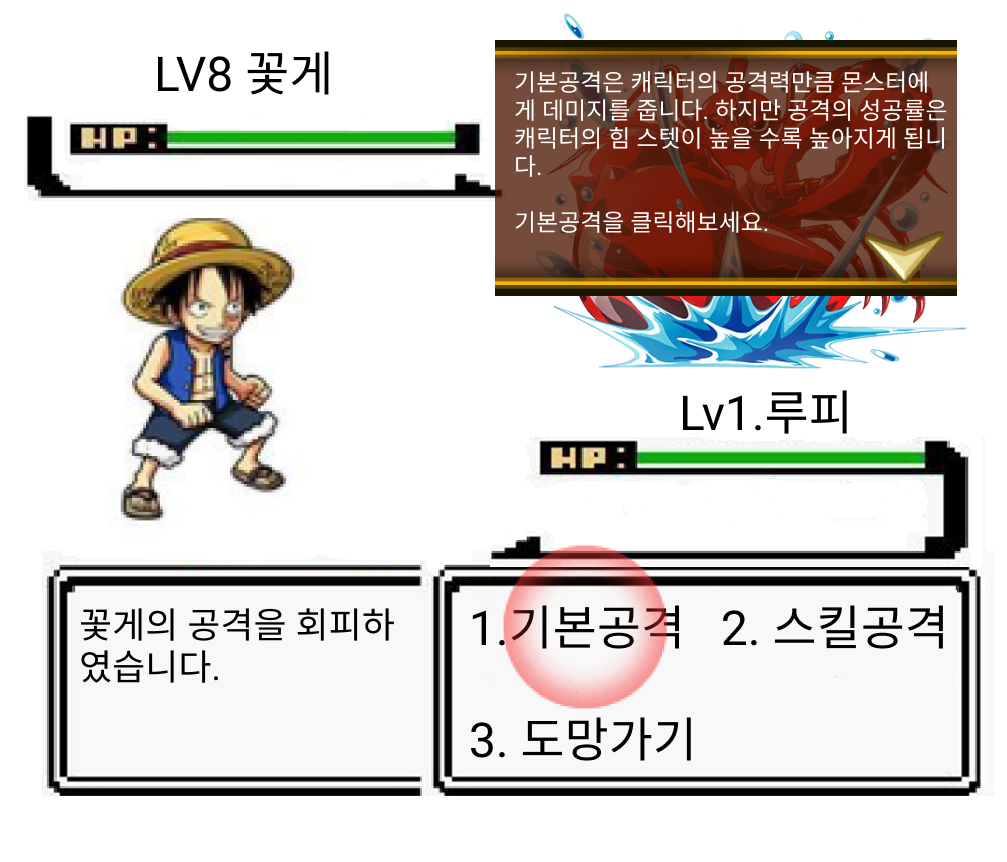 LV8 꽃게
HP:
기본공격은 캐릭터의 공격력만큼 몬스터에
게 데미지를 줍니다. 하지만 공격의 성공률은
캐릭터의 힘 스텟이 높을 수록 높아지게 됩니
다.
기본공격을 클릭해보세요.
Lv1.루피
HP:
꽃게의 공격을 회피하
였습니다.
1.기본공격 2. 스킬공격
3. 도망가기